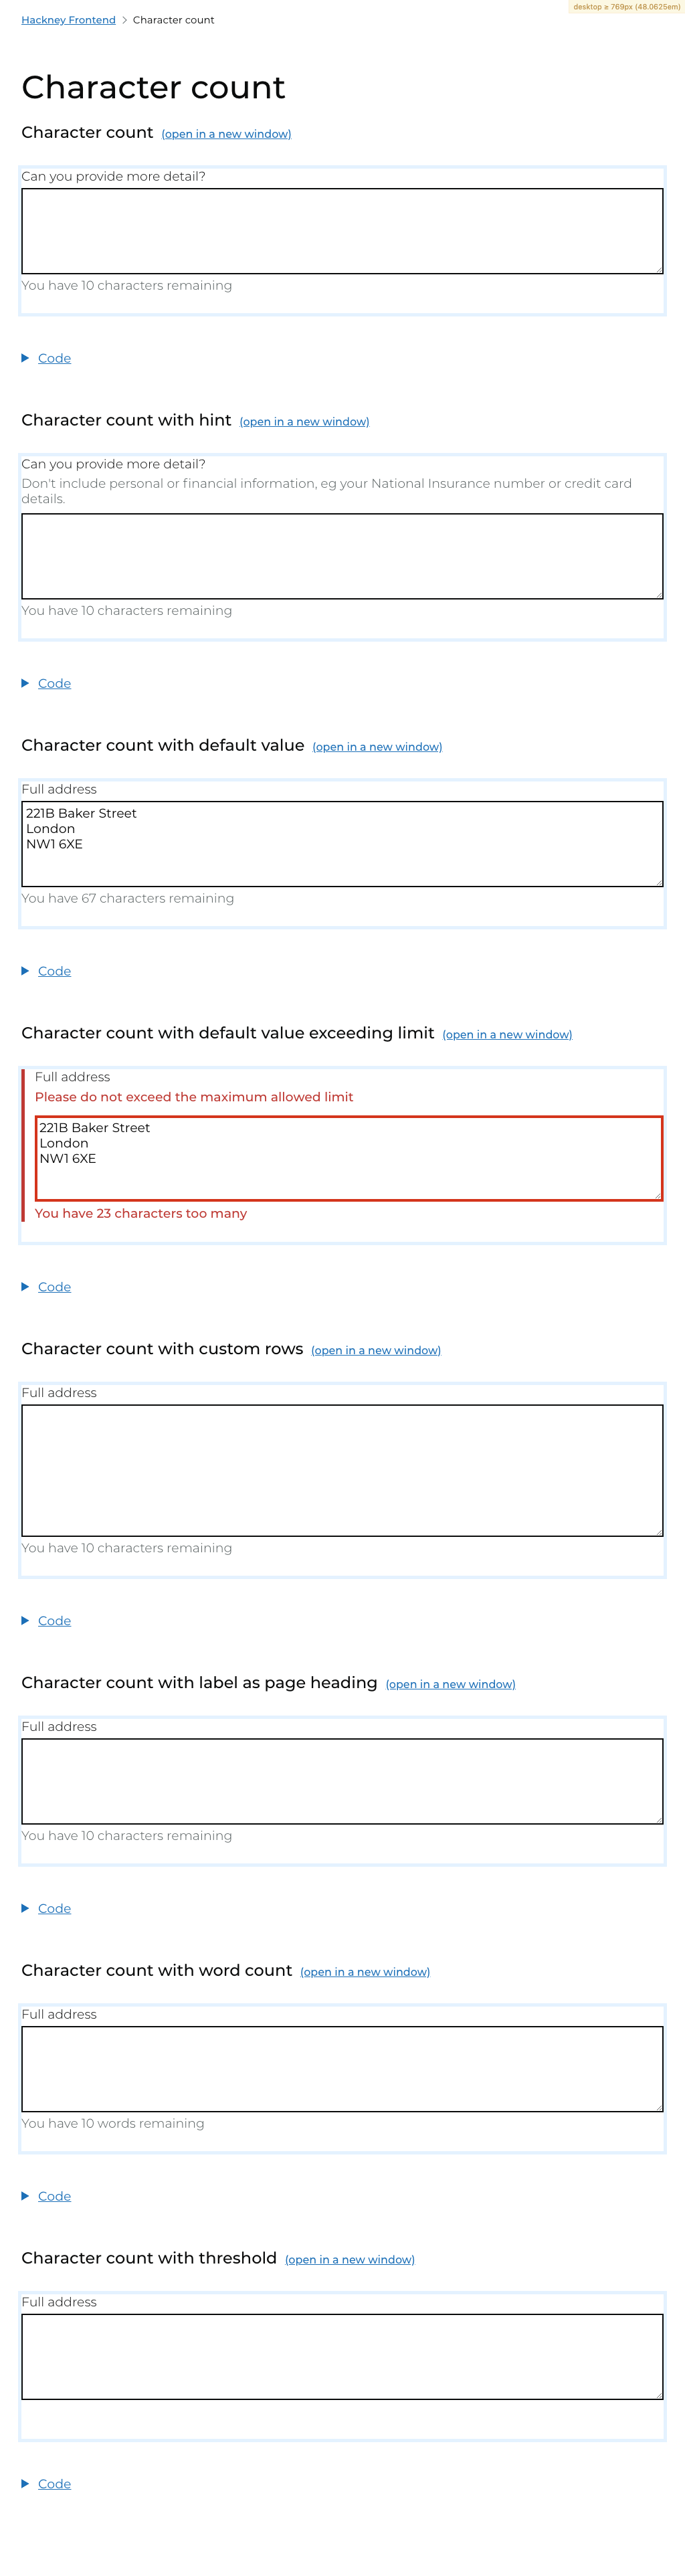 desktop ≥ 769px (48.0625em)
Hackney Frontend > Character count
Character count
Character count (open in a new window)
Can you provide more detail?
You have 10 characters remaining
Code
Character count with hint (open in a new window)
Can you provide more detail?
Don't include personal or financial information, eg your National Insurance number or credit card
details.
You have 10 characters remaining
Code
Character count with default value (open in a new window)
Full address
221B Baker Street
London
NW1 6XE
You have 67 characters remaining
Code
Character count with default value exceeding limit (open in a new window)
Full address
Please do not exceed the maximum allowed limit
221B Baker Street
London
NW1 6XE
You have 23 characters too many
Code
Character count with custom rows (open in a new window)
Full address
You have 10 characters remaining
Code
Character count with label as page heading (open in a new window)
Full address
You have 10 characters remaining
Code
Character count with word count (open in a new window)
Full address
You have 10 words remaining
Code
Character count with threshold (open in a new window)
Full address
Code